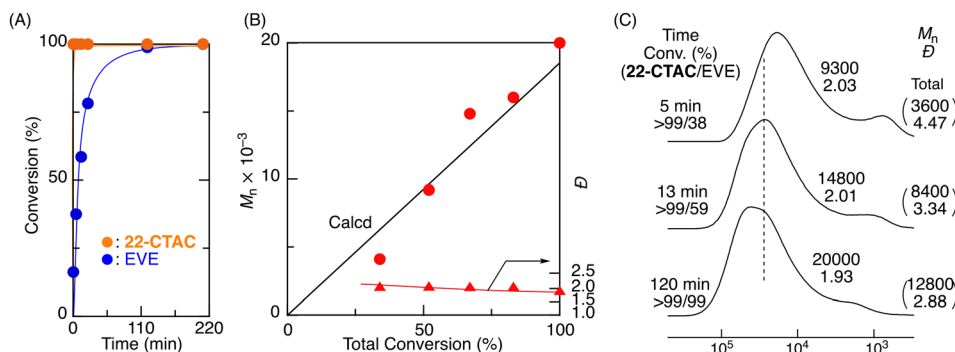 (A)
100
50
0
Conversion (%)
: 22-CTAC
: EVE
0
110
220
Time (min)
(B)
20
10
0
Mn × 10⁻³
Calcd
0
50
100
Total Conversion (%)
Đ
2.5
2.0
1.5
1.0
(C)
Time
Conv. (%)
(22-CTAC/EVE)
Mn
Đ
Total
5 min
>99/38
9300
2.03
(3600
4.47)
13 min
>99/59
14800
2.01
(8400
3.34)
120 min
>99/99
20000
1.93
(12800
2.88)
10⁵
10⁴
10³